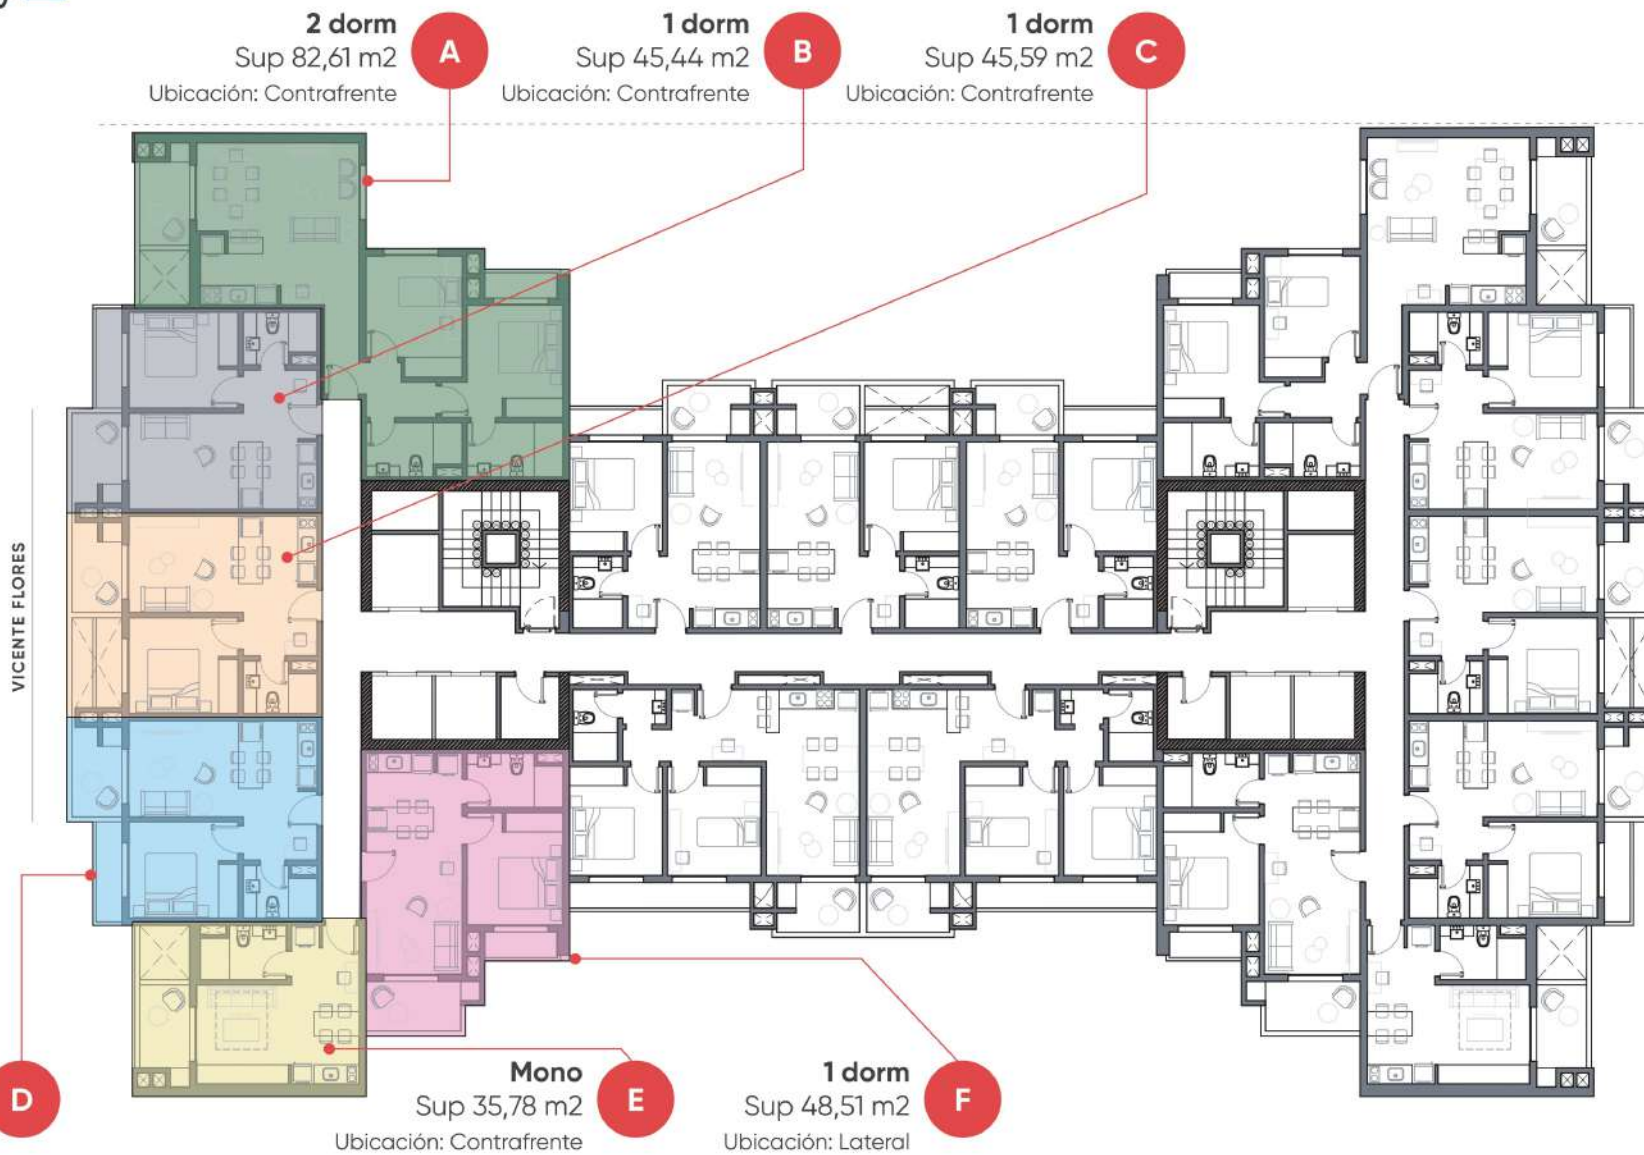 2 dorm
Sup 82,61 m2
Ubicación: Contrafrente
A
1 dorm
Sup 45,44 m2
Ubicación: Contrafrente
B
1 dorm
Sup 45,59 m2
Ubicación: Contrafrente
C
VICENTE FLORES
D
Mono
Sup 35,78 m2
Ubicación: Contrafrente
E
1 dorm
Sup 48,51 m2
Ubicación: Lateral
F